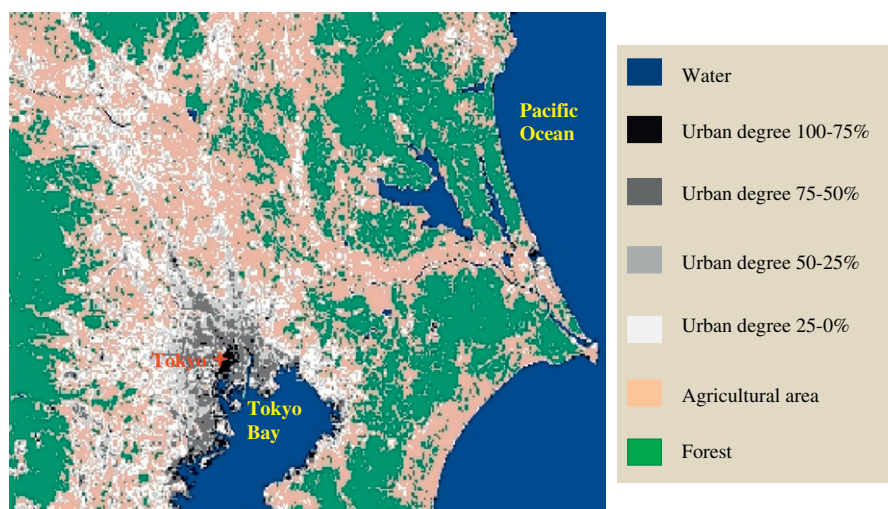 Pacific
Ocean
Tokyo
Tokyo
Bay
Water
Urban degree 100-75%
Urban degree 75-50%
Urban degree 50-25%
Urban degree 25-0%
Agricultural area
Forest